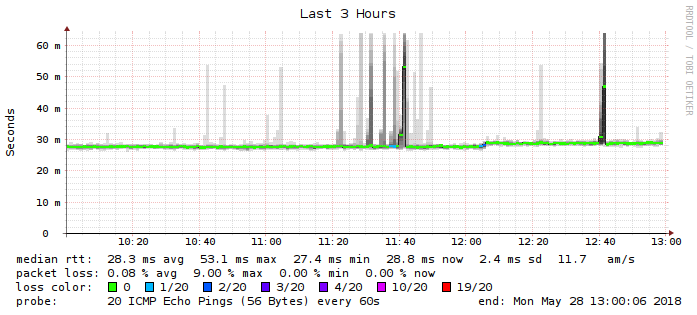 Last 3 Hours
RRDTOOL / TOBI OETIKER
Seconds
60 m
50 m
40 m
30 m
20 m
10 m
0
10:20 10:40 11:00 11:20 11:40 12:00 12:20 12:40 13:00
median rtt: 28.3 ms avg 53.1 ms max 27.4 ms min 28.8 ms now 2.4 ms sd 11.7 am/s
packet loss: 0.08 % avg 9.00 % max 0.00 % min 0.00 % now
loss color: 0 1/20 2/20 3/20 4/20 10/20 19/20
probe: 20 ICMP Echo Pings (56 Bytes) every 60s end: Mon May 28 13:00:06 2018